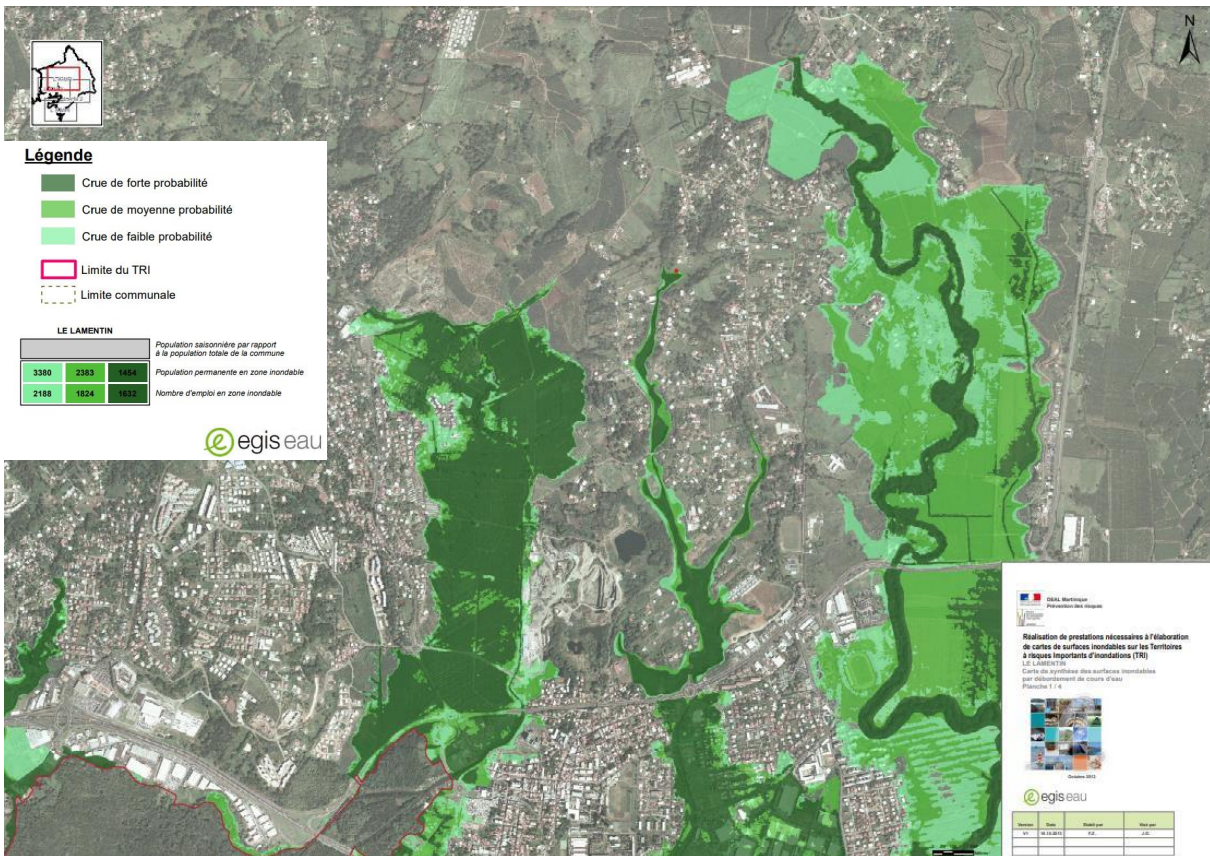 N
Légende
Crue de forte probabilité
Crue de moyenne probabilité
Crue de faible probabilité
Limite du TRI
Limite communale
LE LAMENTIN
Population saisonnière par rapport
à la population totale de la commune
3380 2383 1454 Population permanente en zone inondable
2188 1824 1632 Nombre d'emploi en zone inondable
egis eau
DEAL Martinique
Prévention des risques
Réalisation de prestations nécessaires à l'élaboration
de cartes de surfaces inondables sur les Territoires
à risques Importants d'inondations (TRI)
LE LAMENTIN
Carte de synthèse des surfaces inondables
par débordement de cours d'eau
Planche 1 / 4
Octobre 2013
egis eau
Version Date Etabli par Visé par
V1 F.Z. J.G.